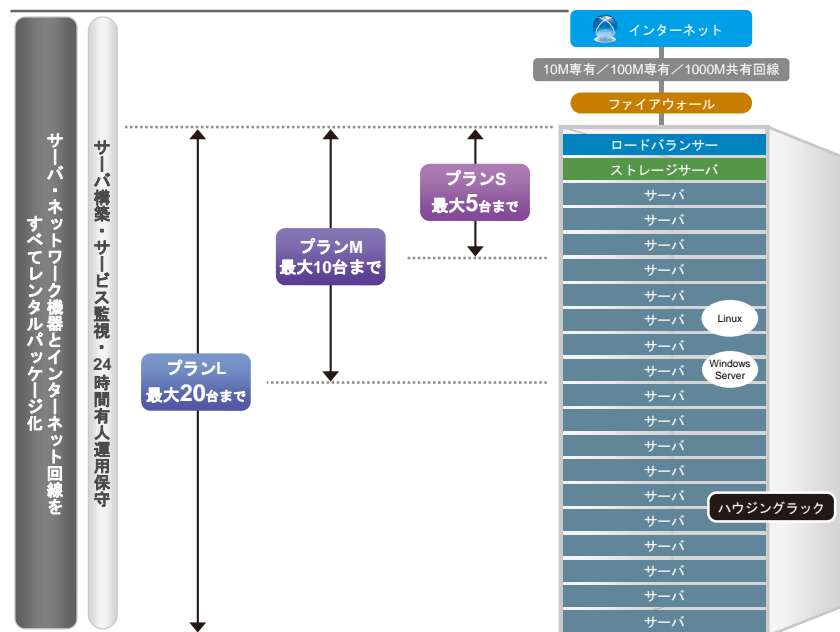 インターネット
10M専有／100M専有／1000M共有回線
ファイアウォール
サーバ・ネットワーク機器とインターネット回線を
すべてレンタルパッケージ化
サーバ構築・サービス監視・24時間有人運用保守
プランL
最大20台まで
プランM
最大10台まで
プランS
最大5台まで
ロードバランサー
ストレージサーバ
サーバ
サーバ
サーバ
サーバ
サーバ
サーバ
Linux
サーバ
サーバ
Windows
Server
サーバ
サーバ
サーバ
サーバ
サーバ
ハウジングラック
サーバ
サーバ
サーバ
サーバ
サーバ